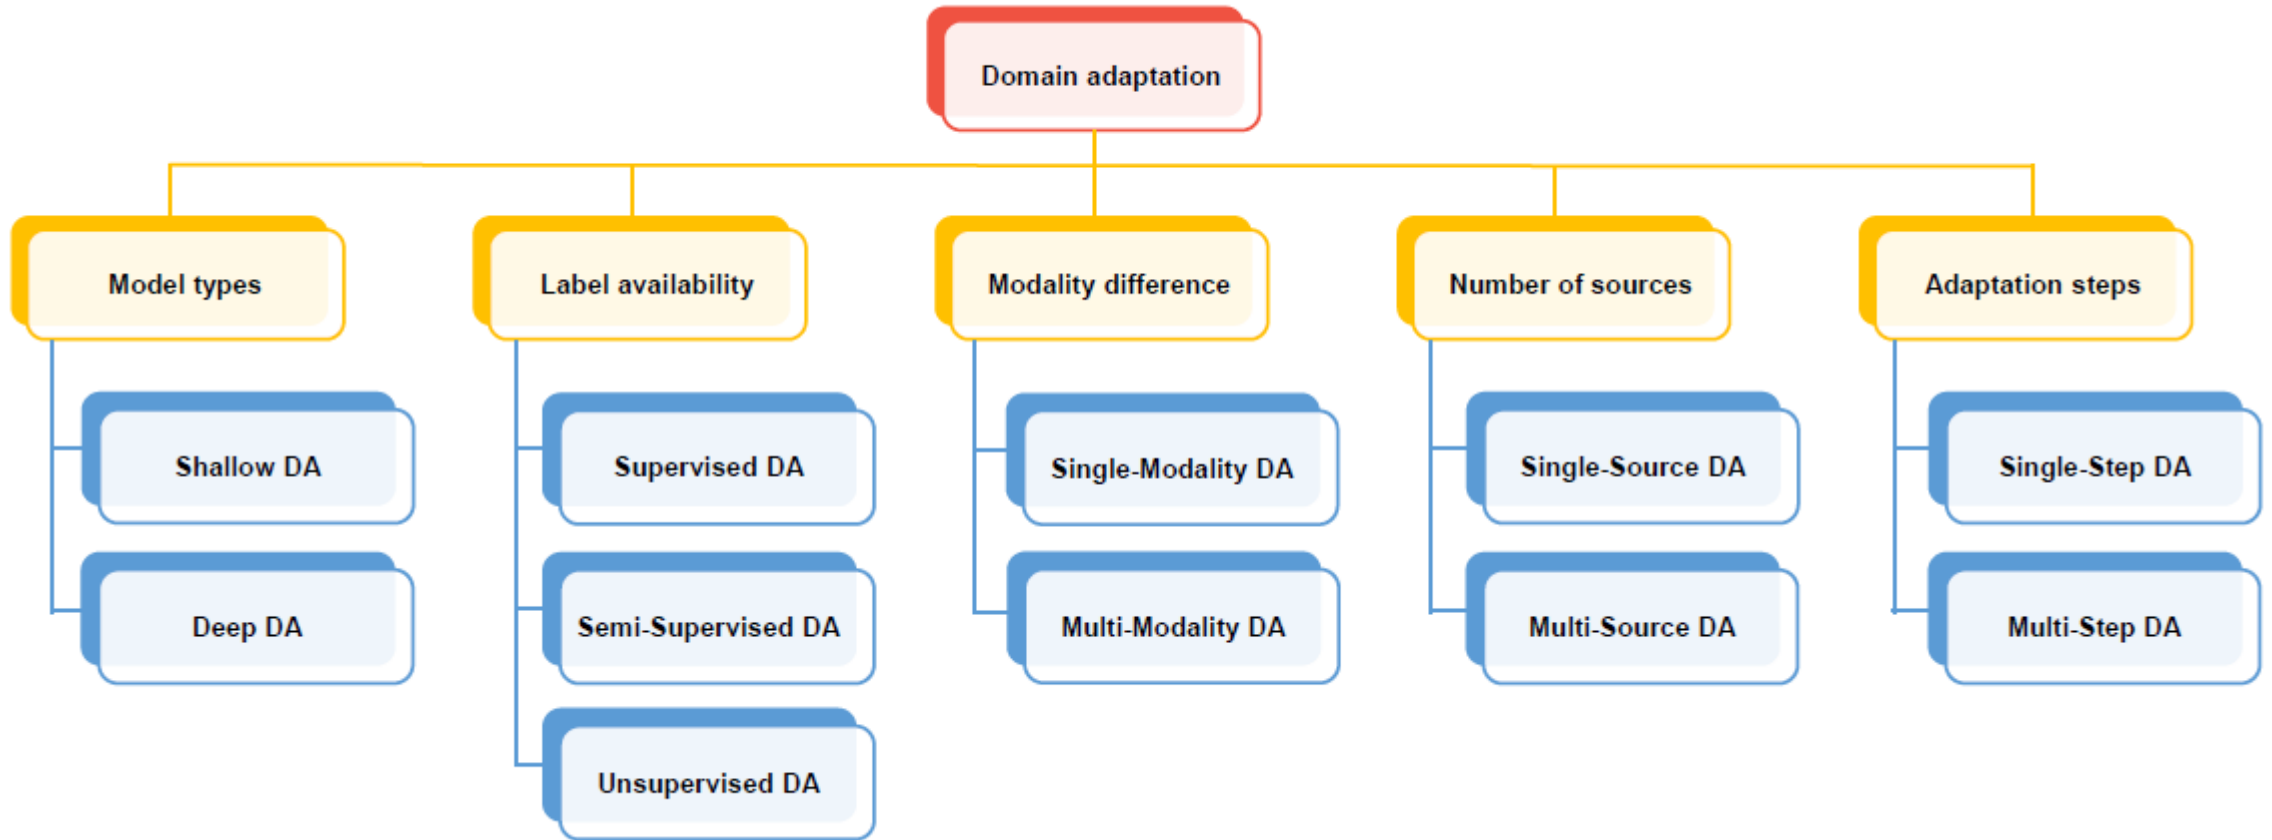 Domain adaptation
Model types
Label availability
Modality difference
Number of sources
Adaptation steps
Shallow DA
Supervised DA
Single-Modality DA
Single-Source DA
Single-Step DA
Deep DA
Semi-Supervised DA
Multi-Modality DA
Multi-Source DA
Multi-Step DA
Unsupervised DA